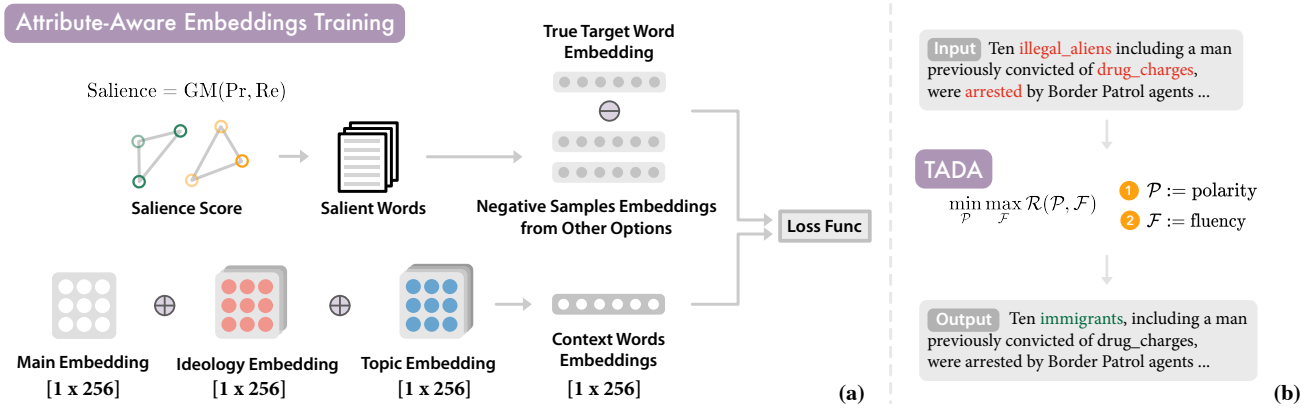 Attribute-Aware Embeddings Training
Salience = GM(Pr, Re)
Salience Score
Salient Words
True Target Word
Embedding
⊖
Negative Samples Embeddings
from Other Options
Loss Func
⊕
⊕
Main Embedding
[1 x 256]
Ideology Embedding
[1 x 256]
Topic Embedding
[1 x 256]
Context Words
Embeddings
[1 x 256]
(a)
Input Ten illegal_aliens including a man
previously convicted of drug_charges,
were arrested by Border Patrol agents ...
TADA
min max R(P, F)
P F
1 P := polarity
2 F := fluency
Output Ten immigrants, including a man
previously convicted of drug_charges,
were arrested by Border Patrol agents ...
(b)